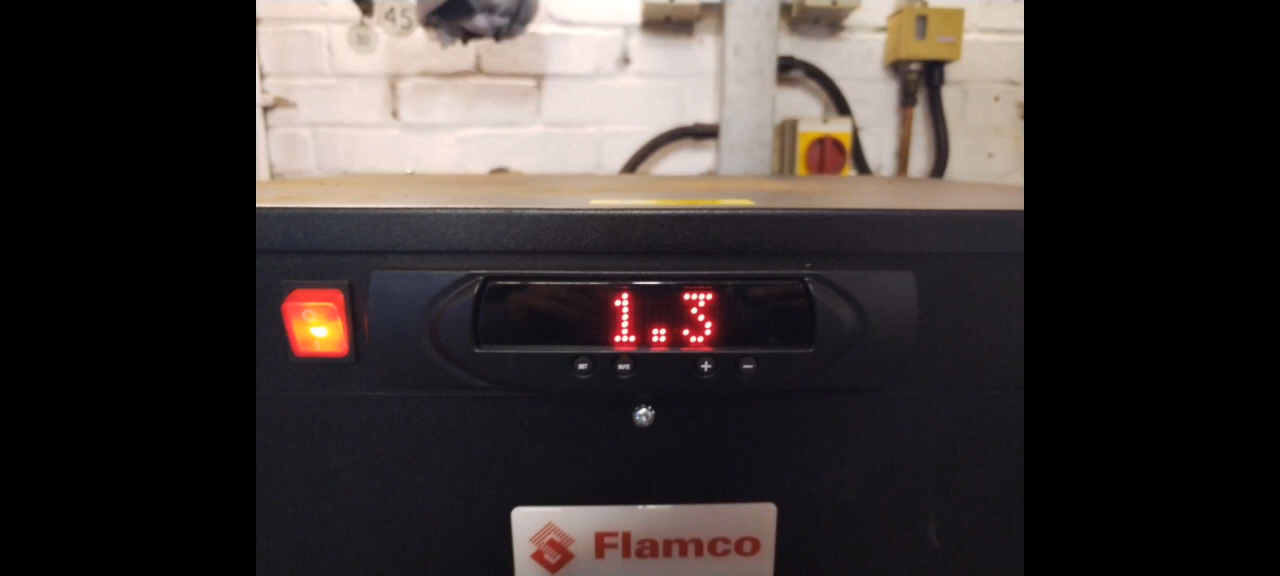 45
1.3
SET
MUTE
+
-
Flamco